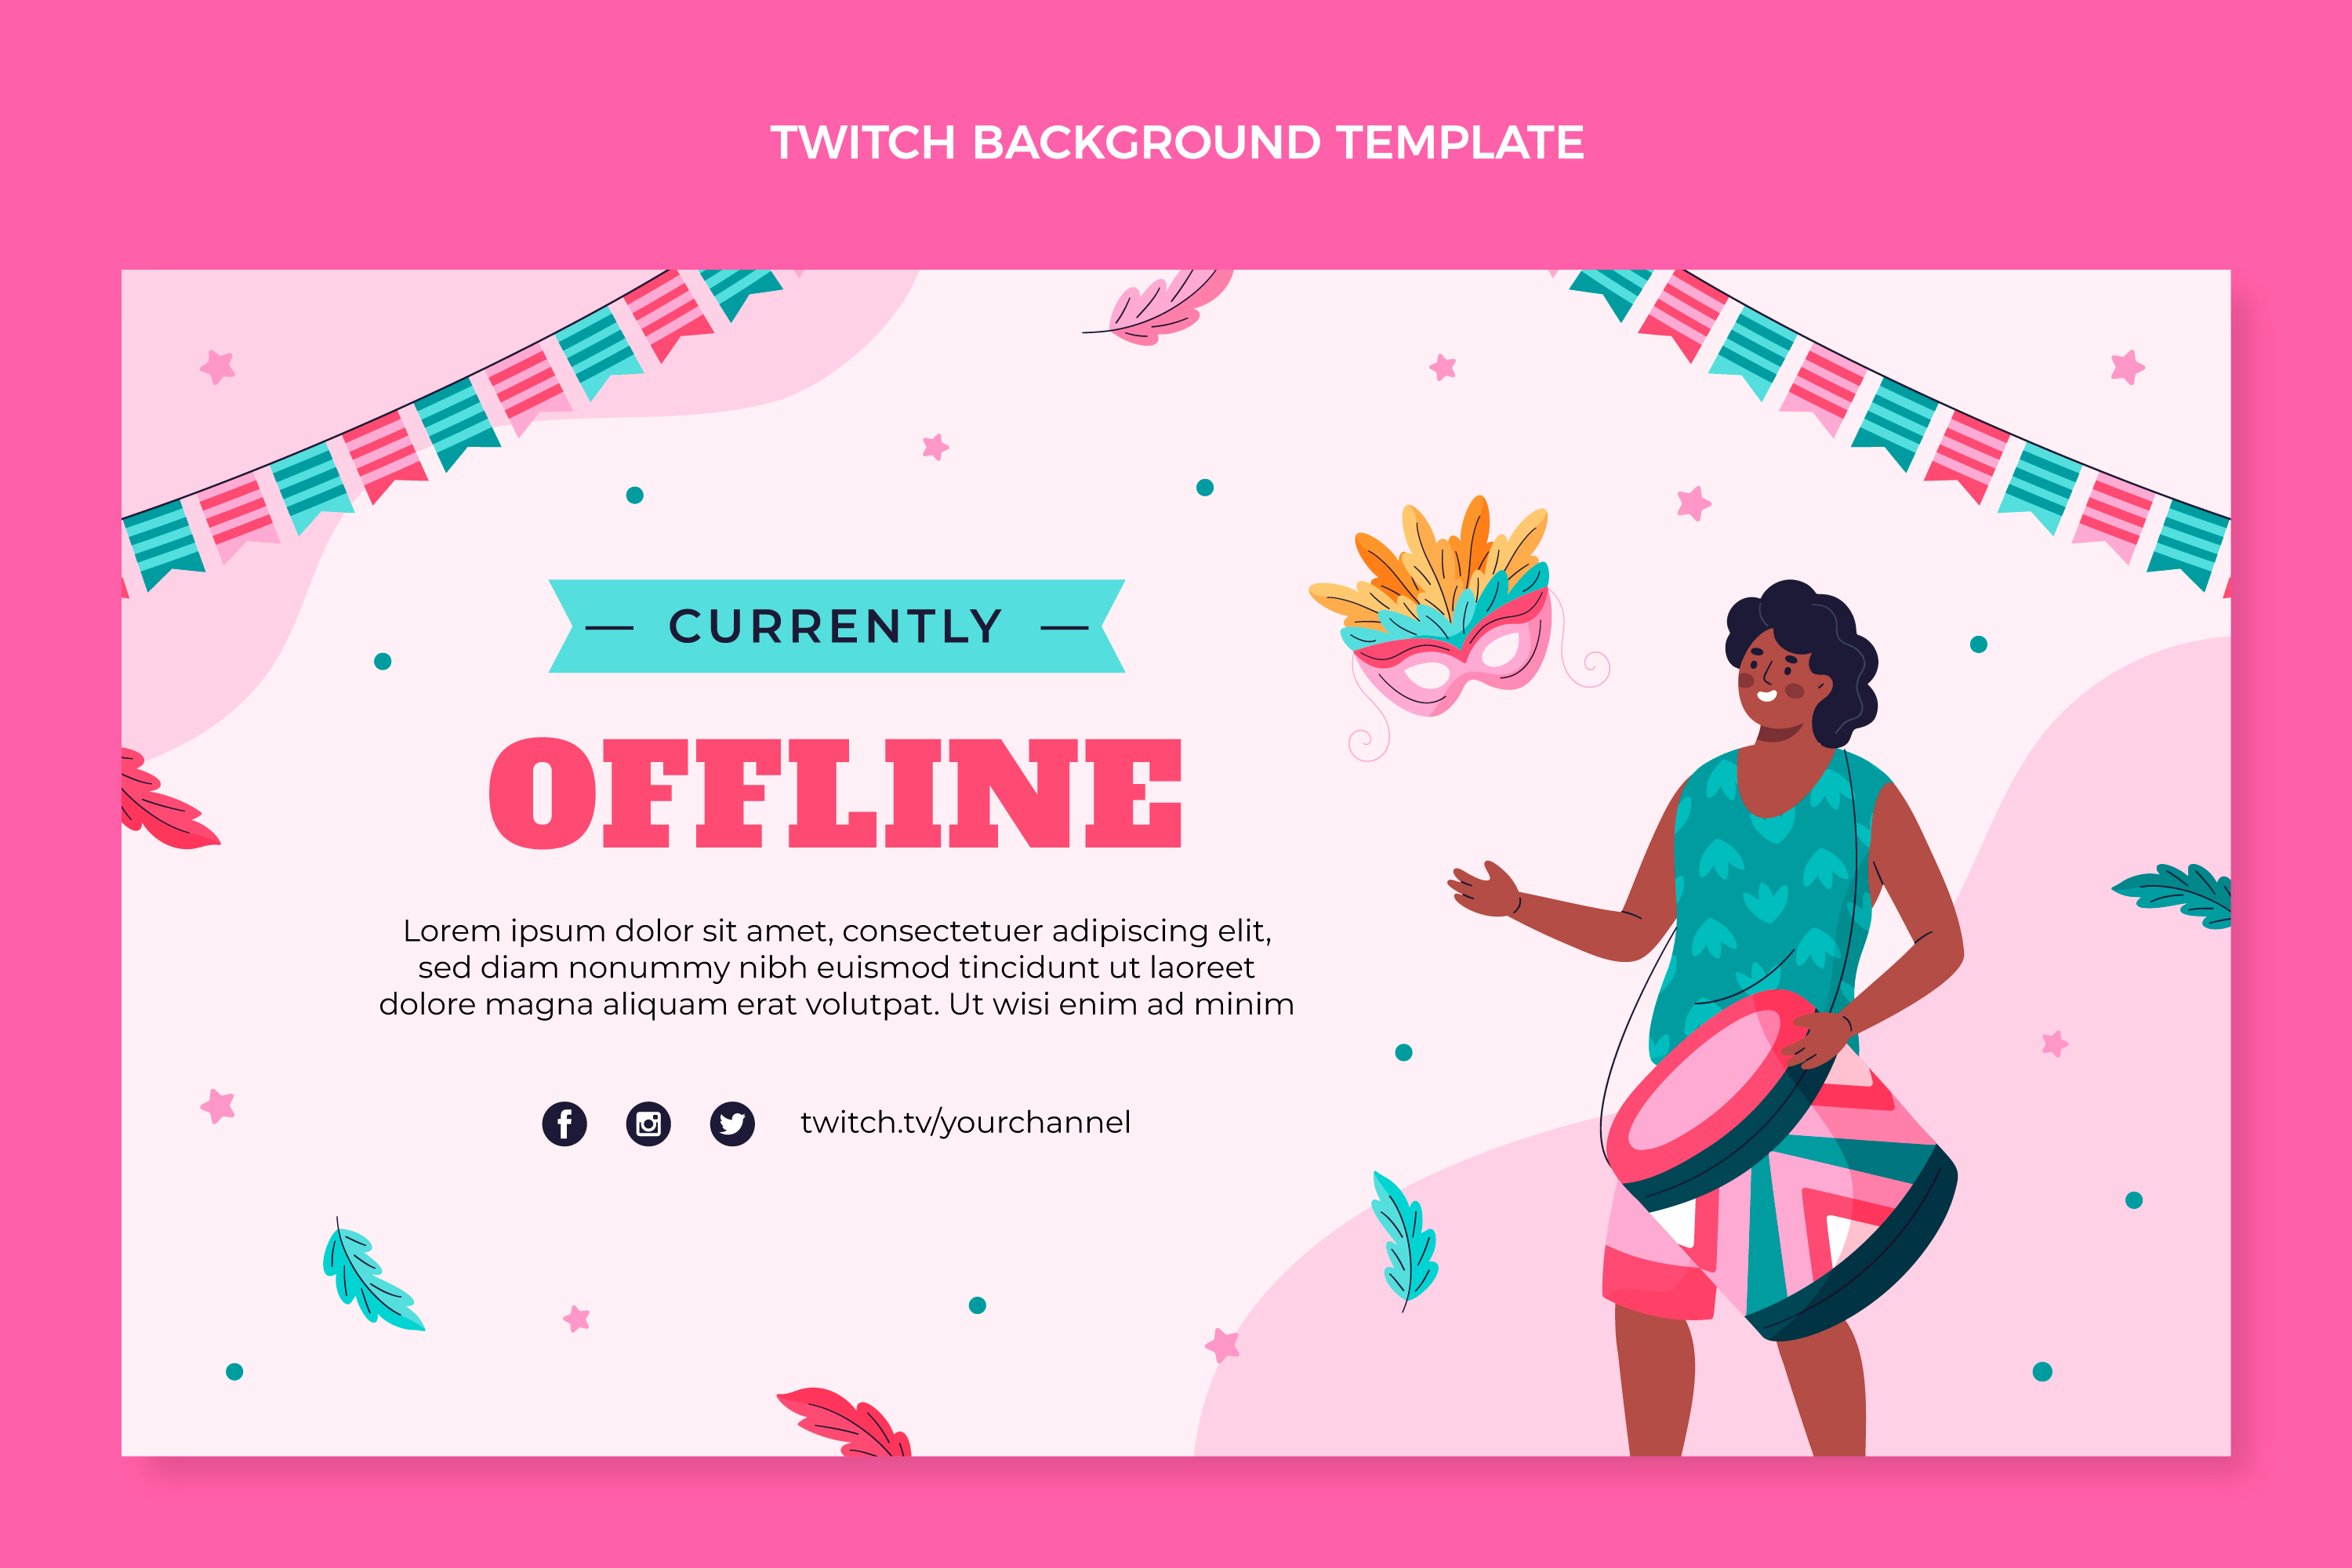 TWITCH BACKGROUND TEMPLATE
CURRENTLY
OFFLINE
Lorem ipsum dolor sit amet, consectetuer adipiscing elit,
sed diam nonummy nibh euismod tincidunt ut laoreet
dolore magna aliquam erat volutpat. Ut wisi enim ad minim
twitch.tv/yourchannel